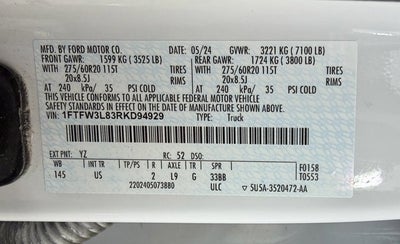 MFD. BY FORD MOTOR CO. 05/24 GVWR: 3221 KG ( 7100 LB)
FRONT GAWR: 1599 KG ( 3525 LB) REAR GAWR: 1724 KG ( 3800 LB)
WITH WITH
275/60R20 115T TIRES 275/60R20 115T TIRES
20x8.5J RIMS 20x8.5J RIMS
AT 240 kPa/ 35 PSI COLD AT 240 kPa/ 35 PSI COLD
THIS VEHICLE CONFORMS TO ALL APPLICABLE FEDERAL MOTOR VEHICLE
SAFETY STANDARDS IN EFFECT ON THE DATE OF MANUFACTURE SHOWN ABOVE.
VIN: 1FTFW3L83RKD94929 TYPE: Truck
EXT PNT: YZ RC: 52 DSO:
WB INT TR TP/PS R AXLE TR SPR F0158
145 US 2 L9 G 33BB T0553
2202405073880 ULC 5U5A-3520472-AA